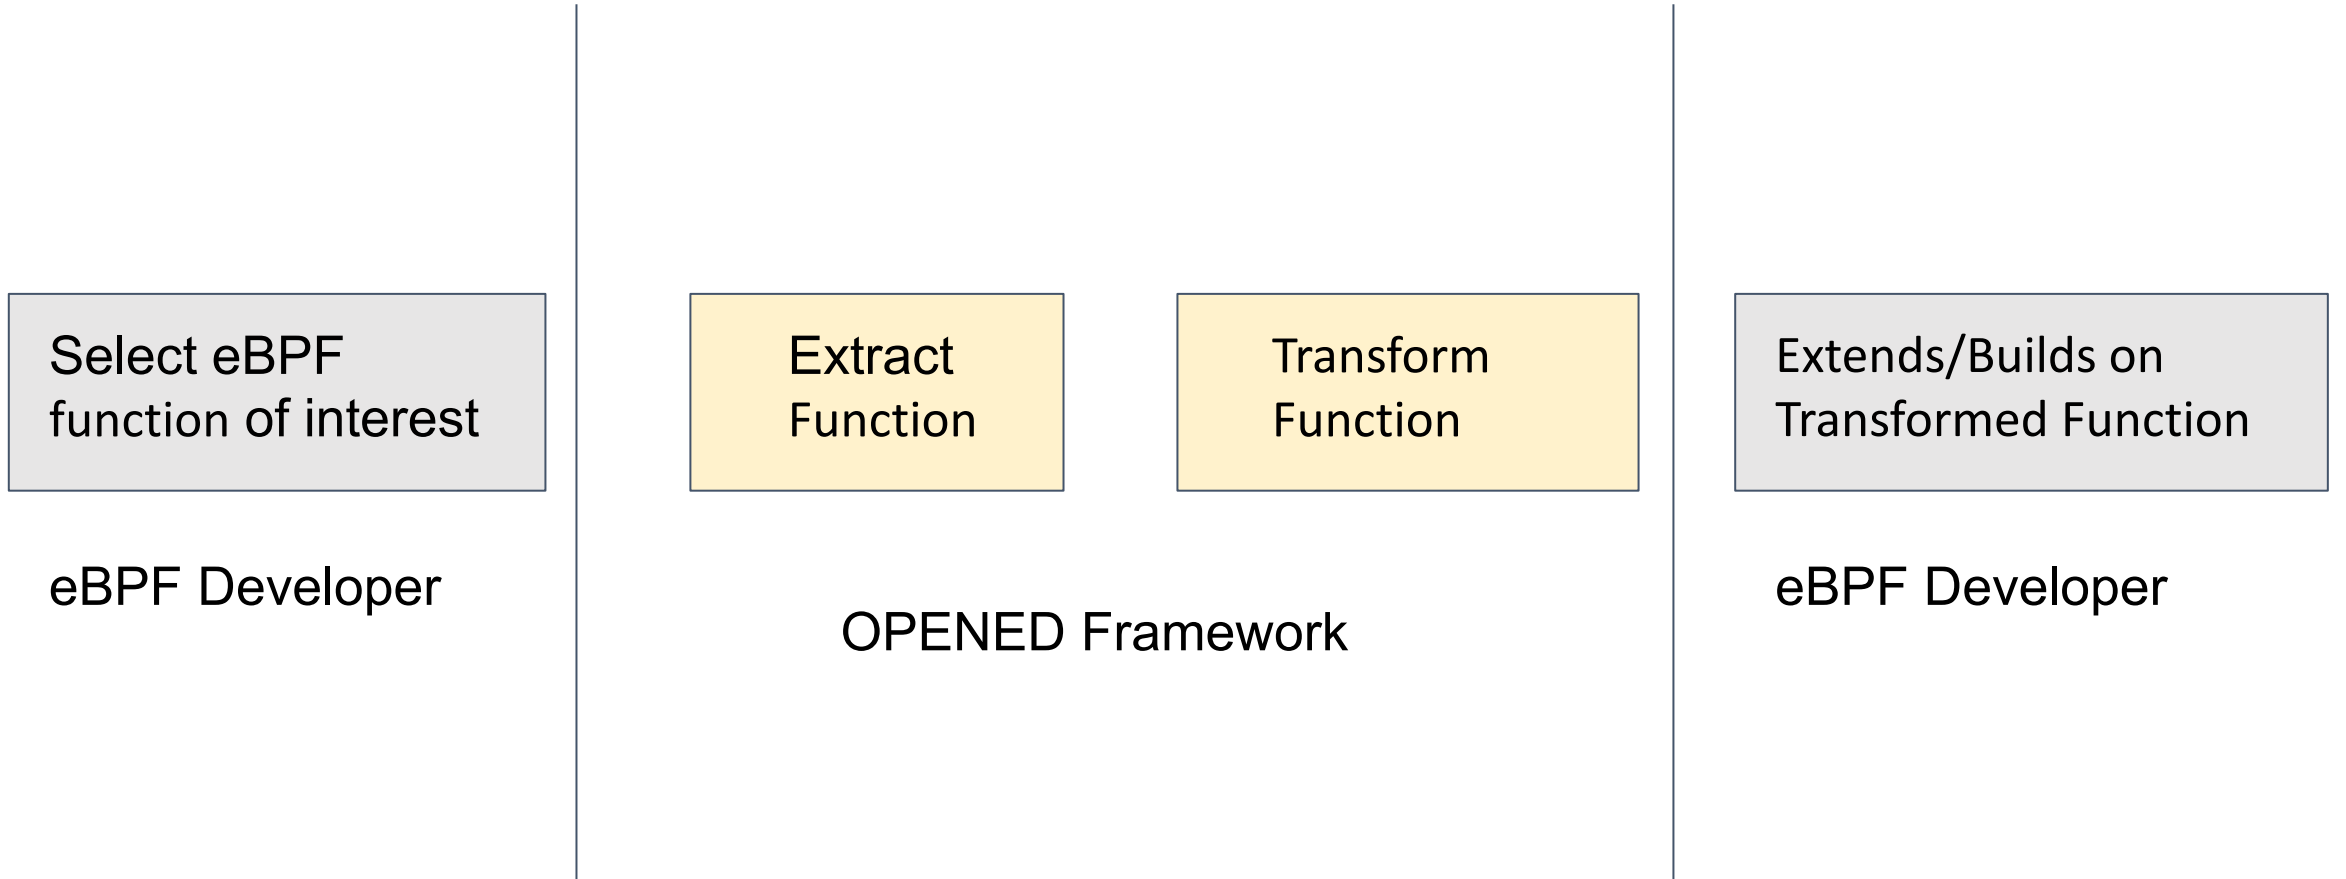 Select eBPF
function of interest
eBPF Developer
Extract
Function
Transform
Function
OPENED Framework
Extends/Builds on
Transformed Function
eBPF Developer